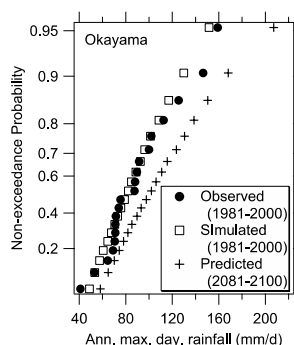 0.95
Okayama
0.9
0.8
0.7
0.6
0.4
0.2
Non-exceedance Probability
Observed
(1981-2000)
SImulated
(1981-2000)
Predicted
(2081-2100)
40 80 120 160 200
Ann, max, day, rainfall (mm/d)